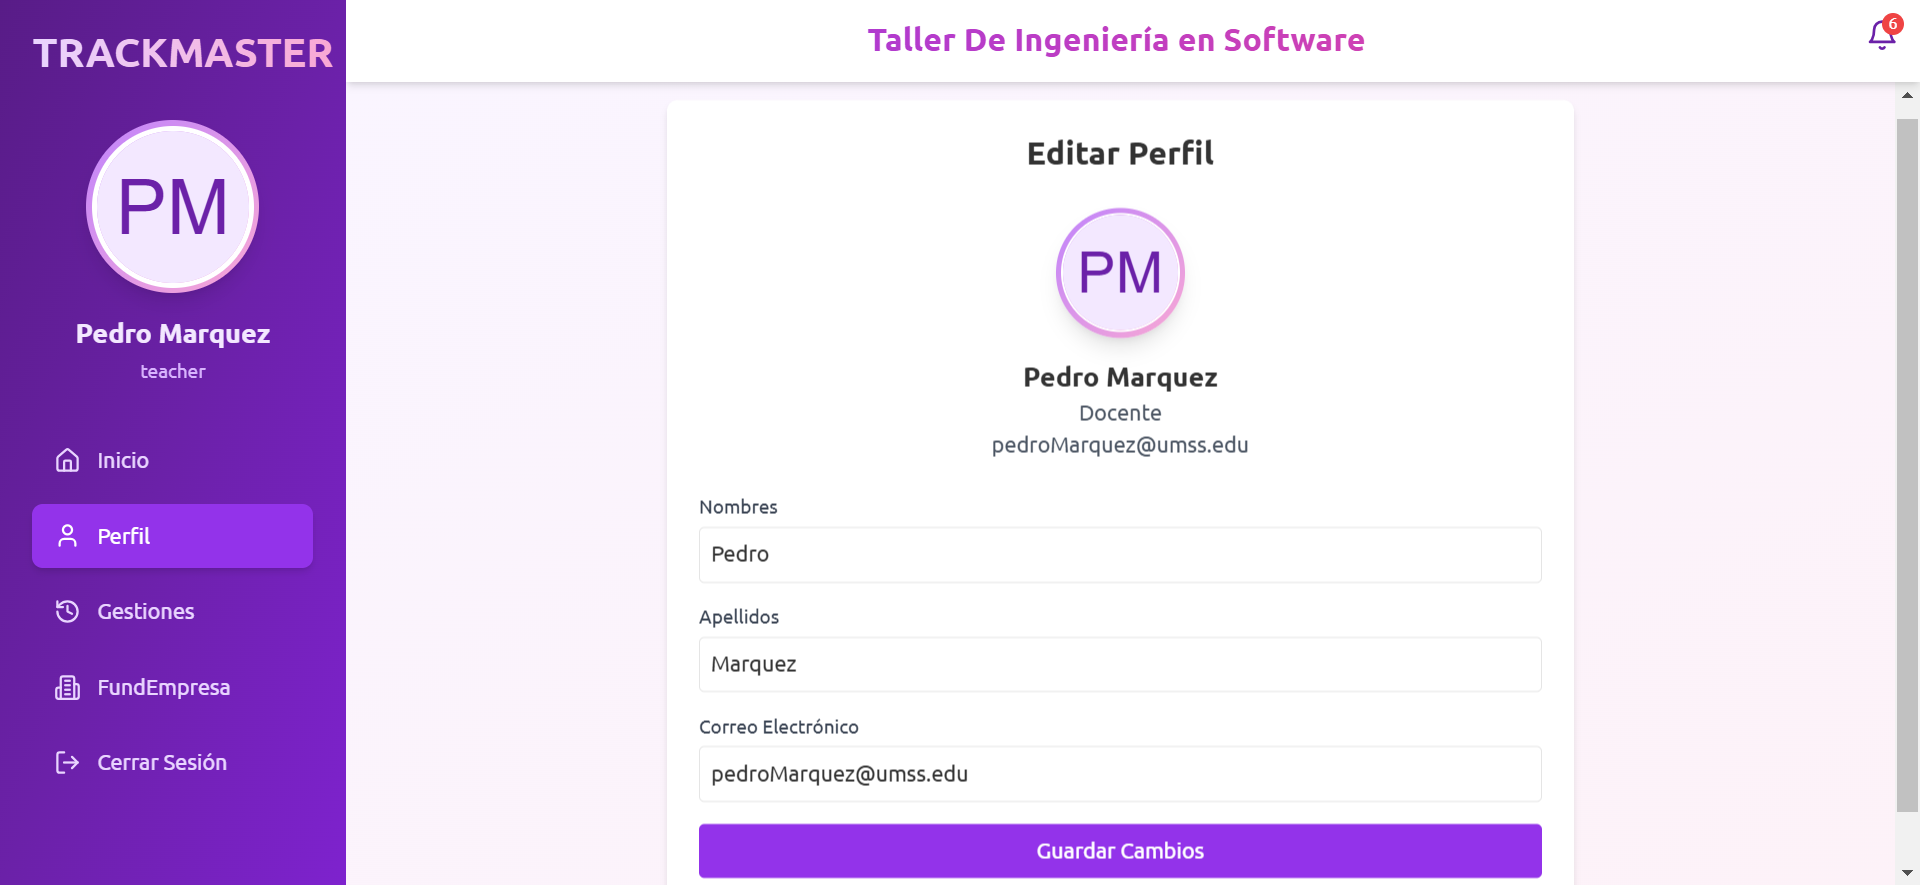 TRACKMASTER
PM
Pedro Marquez
teacher
Inicio
Perfil
Gestiones
FundEmpresa
Cerrar Sesión
Taller De Ingeniería en Software
6
Editar Perfil
PM
Pedro Marquez
Docente
pedroMarquez@umss.edu
Nombres
Pedro
Apellidos
Marquez
Correo Electrónico
pedroMarquez@umss.edu
Guardar Cambios